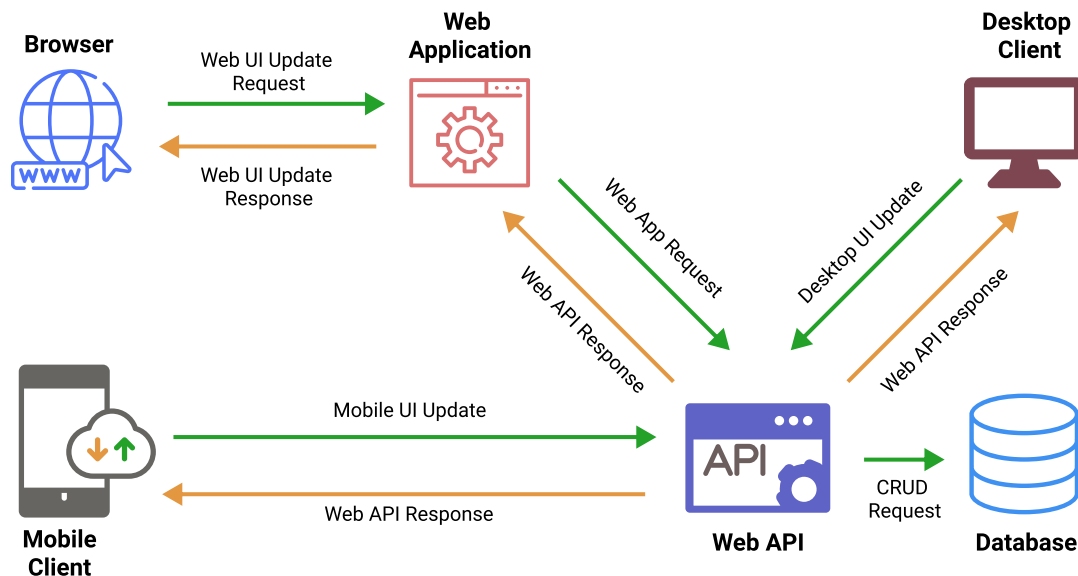 Browser
Web UI Update
Request
Web
Application
Desktop
Client
WWW
Web UI Update
Response
Web App Request
Desktop UI Update
Web API Response
Web API Response
Mobile UI Update
Web API Response
API
CRUD
Request
Mobile
Client
Web API
Database